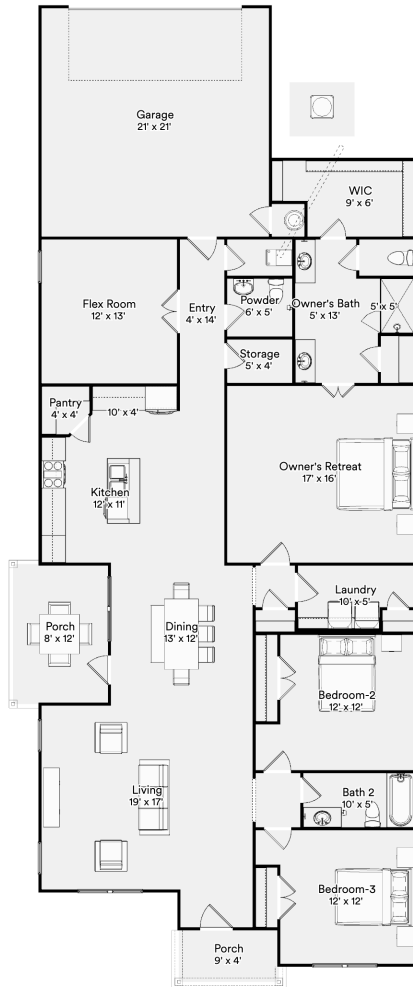 Garage
21' x 21'
WIC
9' x 6'
Flex Room
12' x 13'
Entry
4' x 14'
Powder
6' x 5'
Owner's Bath
5' x 13'
5' x 5'
Storage
5' x 4'
Pantry
4' x 4'
10' x 4'
Kitchen
12' x 11'
Owner's Retreat
17' x 16'
Laundry
10' x 5'
Porch
8' x 12'
Dining
13' x 12'
Bedroom-2
12' x 12'
Living
19' x 17'
Bath 2
10' x 5'
Bedroom-3
12' x 12'
Porch
9' x 4'